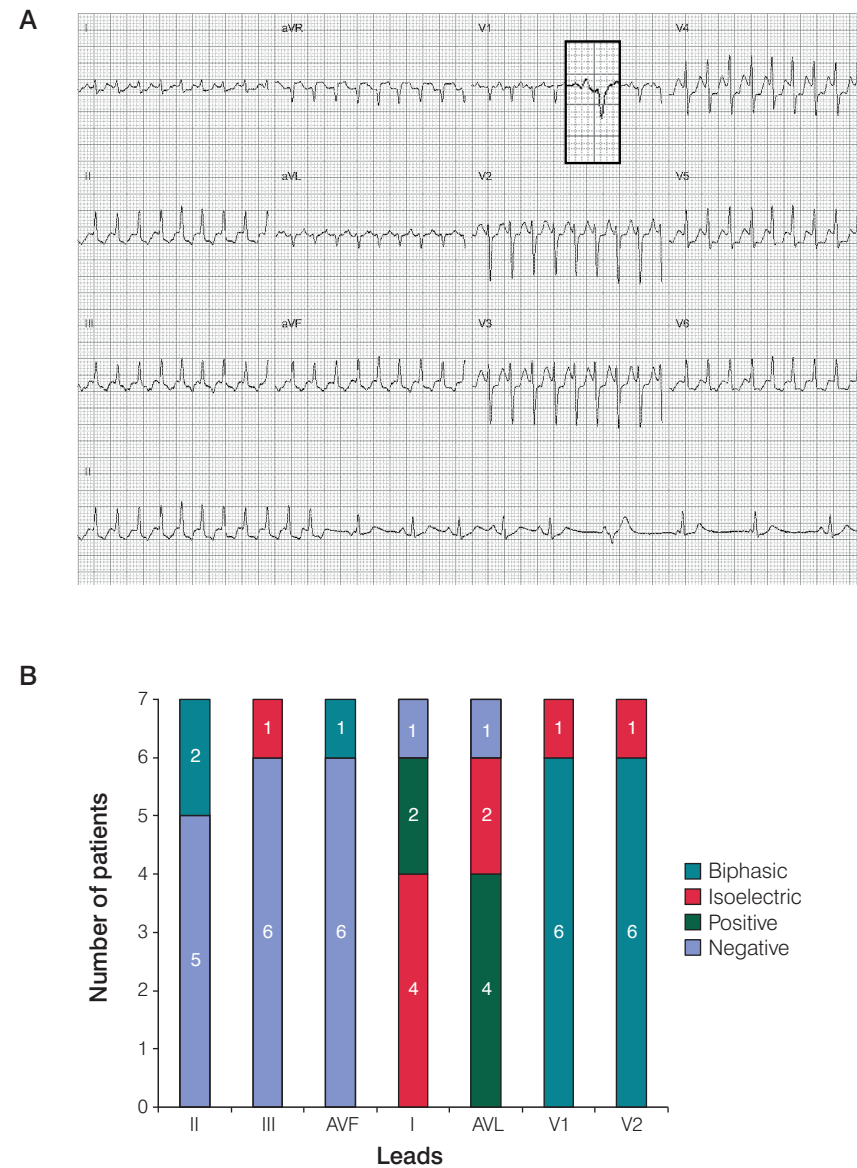 A
I aVR V1 V4
II aVL V2 V5
III aVF V3 V6
II
B
7
6
5
4
3
2
1
0
Number of patients
2
5
1
6
1
6
1
2
4
1
2
4
1
6
1
6
II III AVF I AVL V1 V2
Leads
Biphasic
Isoelectric
Positive
Negative